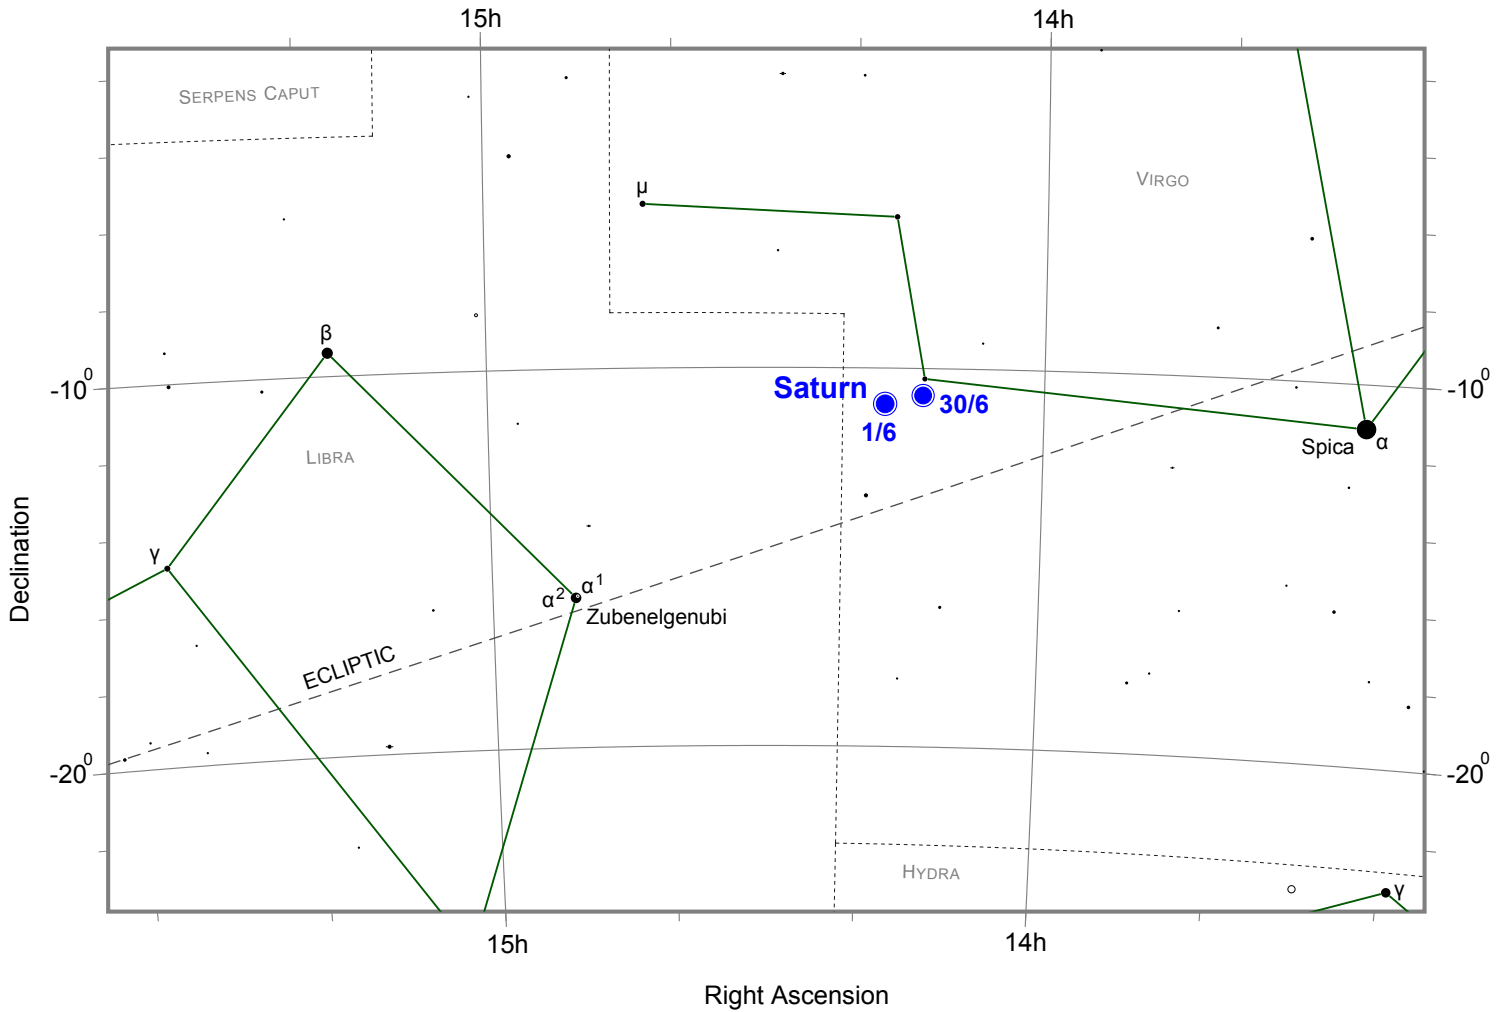 15h 14h
SERPENS CAPUT
VIRGO
μ
β
-10⁰ -10⁰
Saturn
30/6
1/6
Spica α
LIBRA
γ
α² α¹
Zubenelgenubi
ECLIPTIC
-20⁰ -20⁰
HYDRA
γ
15h 14h
Right Ascension
Declination